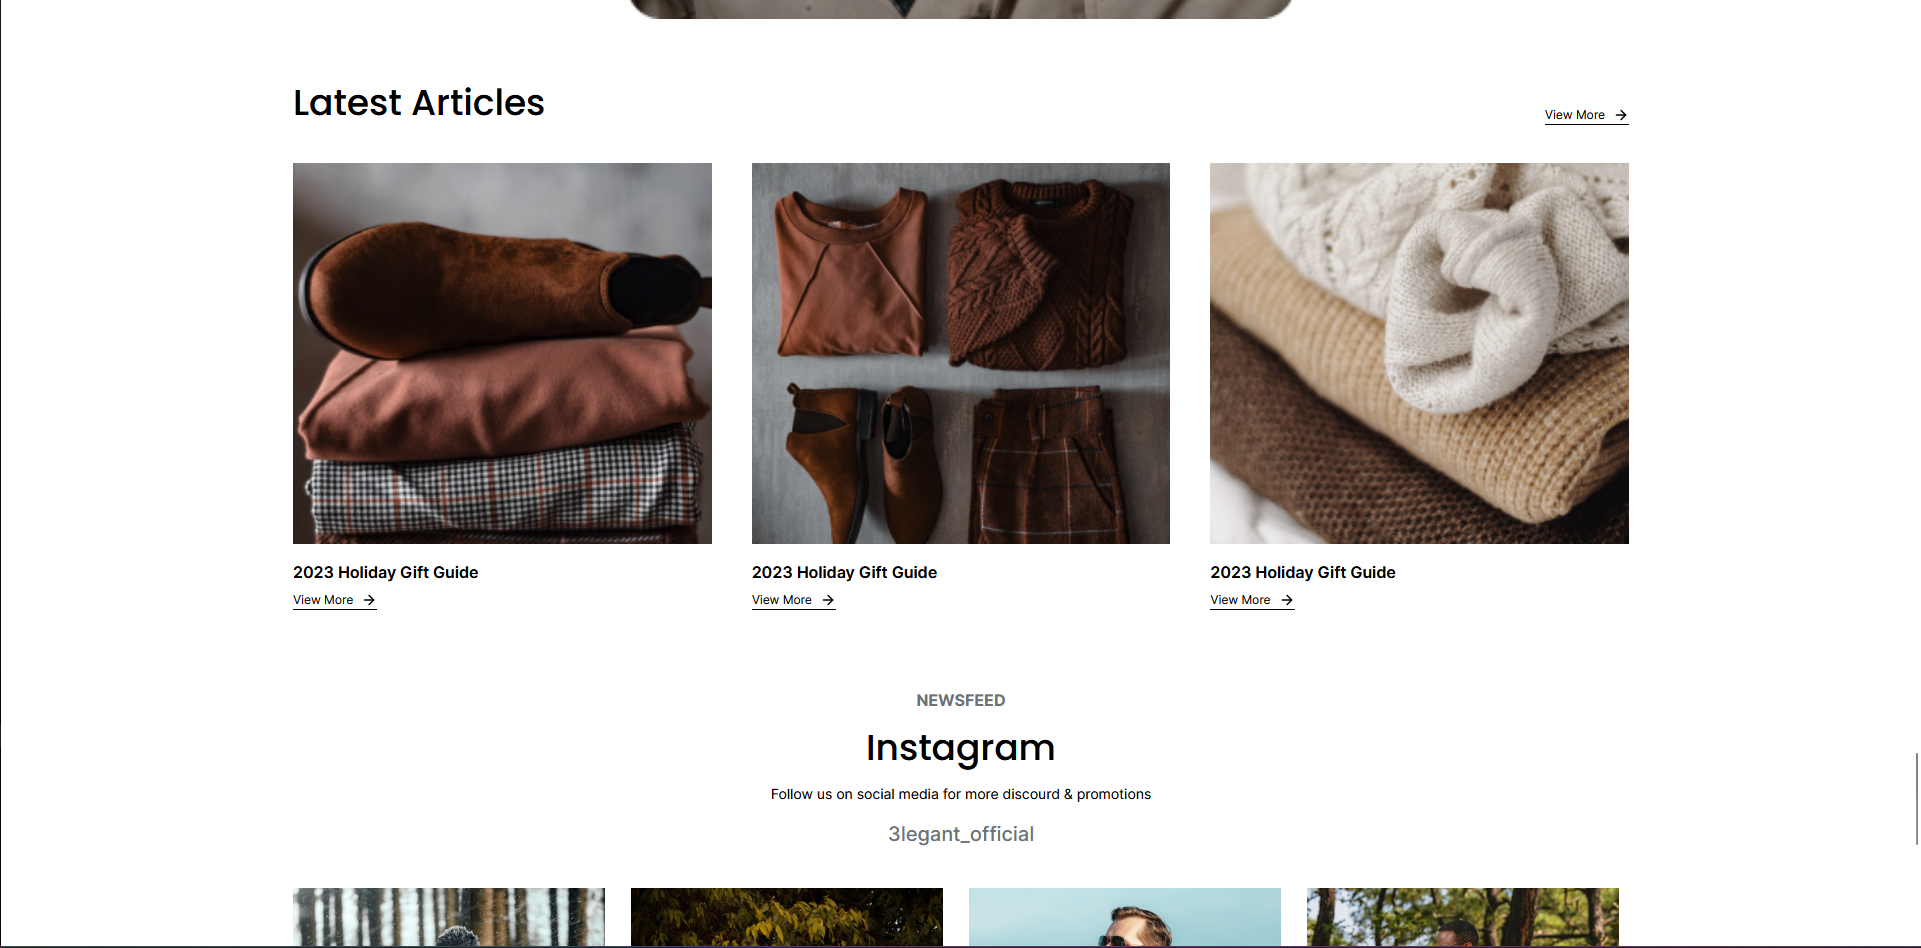 Latest Articles
View More
2023 Holiday Gift Guide
View More
2023 Holiday Gift Guide
View More
2023 Holiday Gift Guide
View More
NEWSFEED
Instagram
Follow us on social media for more discourd & promotions
3legant_official